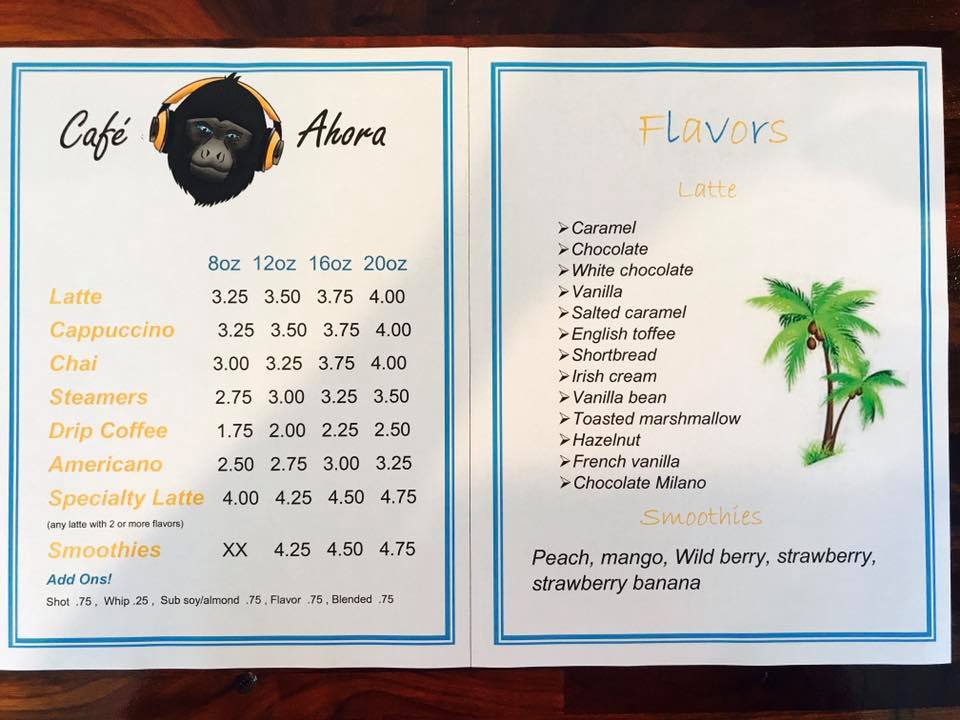 Café Ahora
8oz 12oz 16oz 20oz
Latte 3.25 3.50 3.75 4.00
Cappuccino 3.25 3.50 3.75 4.00
Chai 3.00 3.25 3.75 4.00
Steamers 2.75 3.00 3.25 3.50
Drip Coffee 1.75 2.00 2.25 2.50
Americano 2.50 2.75 3.00 3.25
Specialty Latte 4.00 4.25 4.50 4.75
(any latte with 2 or more flavors)
Smoothies XX 4.25 4.50 4.75
Add Ons!
Shot .75 , Whip .25 , Sub soy/almond .75 , Flavor .75 , Blended .75
Flavors
Latte
➢Caramel
➢Chocolate
➢White chocolate
➢Vanilla
➢Salted caramel
➢English toffee
➢Shortbread
➢Irish cream
➢Vanilla bean
➢Toasted marshmallow
➢Hazelnut
➢French vanilla
➢Chocolate Milano
Smoothies
Peach, mango, Wild berry, strawberry,
strawberry banana